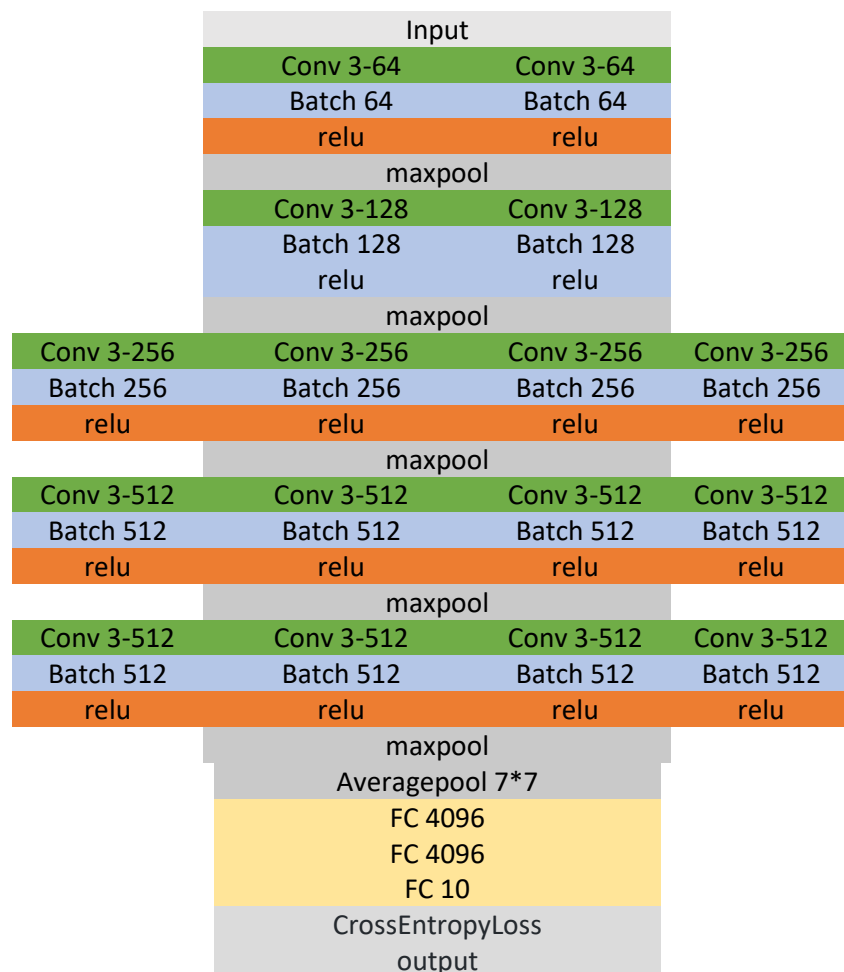 Input
Conv 3-64 Conv 3-64
Batch 64 Batch 64
relu relu
maxpool
Conv 3-128 Conv 3-128
Batch 128 Batch 128
relu relu
maxpool
Conv 3-256 Conv 3-256 Conv 3-256 Conv 3-256
Batch 256 Batch 256 Batch 256 Batch 256
relu relu relu relu
maxpool
Conv 3-512 Conv 3-512 Conv 3-512 Conv 3-512
Batch 512 Batch 512 Batch 512 Batch 512
relu relu relu relu
maxpool
Conv 3-512 Conv 3-512 Conv 3-512 Conv 3-512
Batch 512 Batch 512 Batch 512 Batch 512
relu relu relu relu
maxpool
Averagepool 7*7
FC 4096
FC 4096
FC 10
CrossEntropyLoss
output